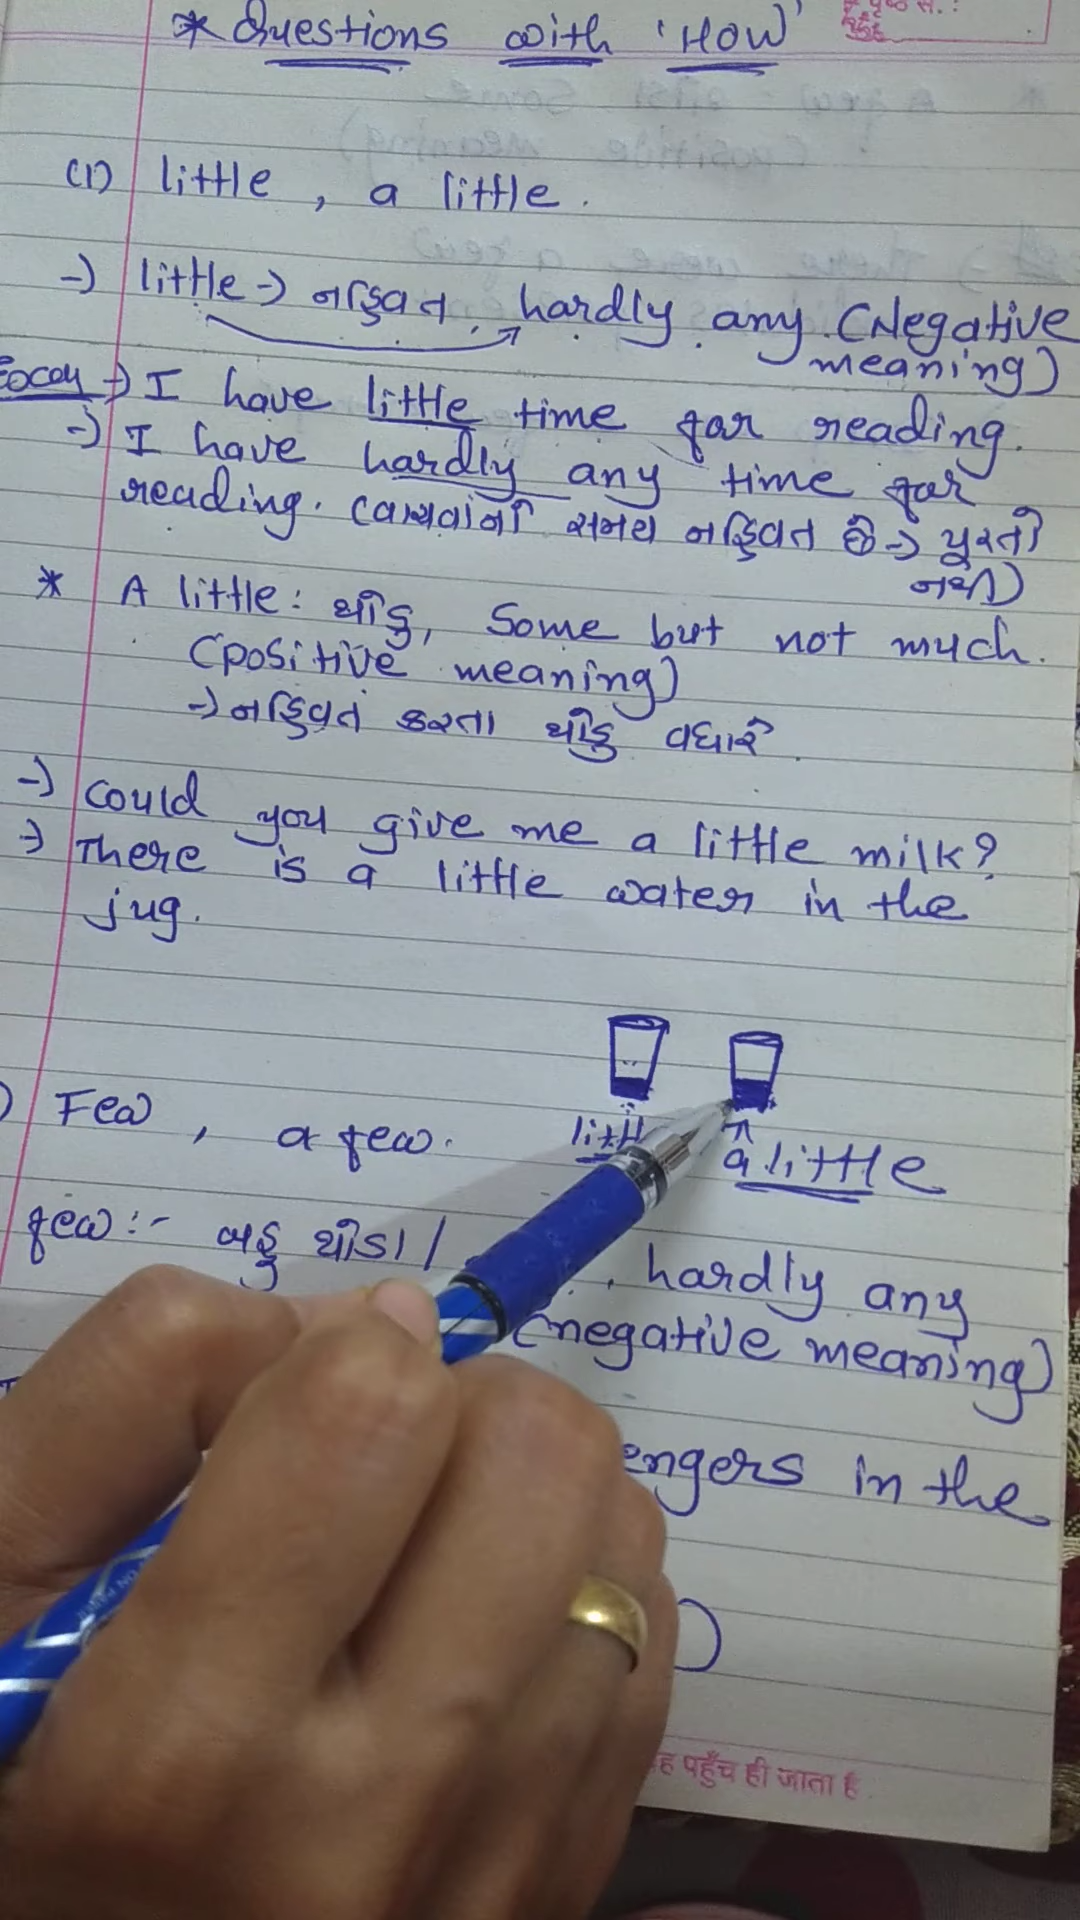 * Questions with 'HOW'
(1) little , a little .
→ little → નહિવત , hardly any (Negative
meaning)
→ I have little time for reading.
→ I have hardly any time for
reading. (વાંચવાનો સમય નહિવત છે → પૂરતો
નથી)
* A little : થોડુ, Some but not much.
(positive meaning)
→ નહિવત કરતા થોડુ વધારે .
→ Could you give me a little milk?
→ There is a little water in the
jug.
Few , a few .
a little
few :- બહુ થોડા / hardly any
(negative meaning)
in the
पहुँच ही जाता है